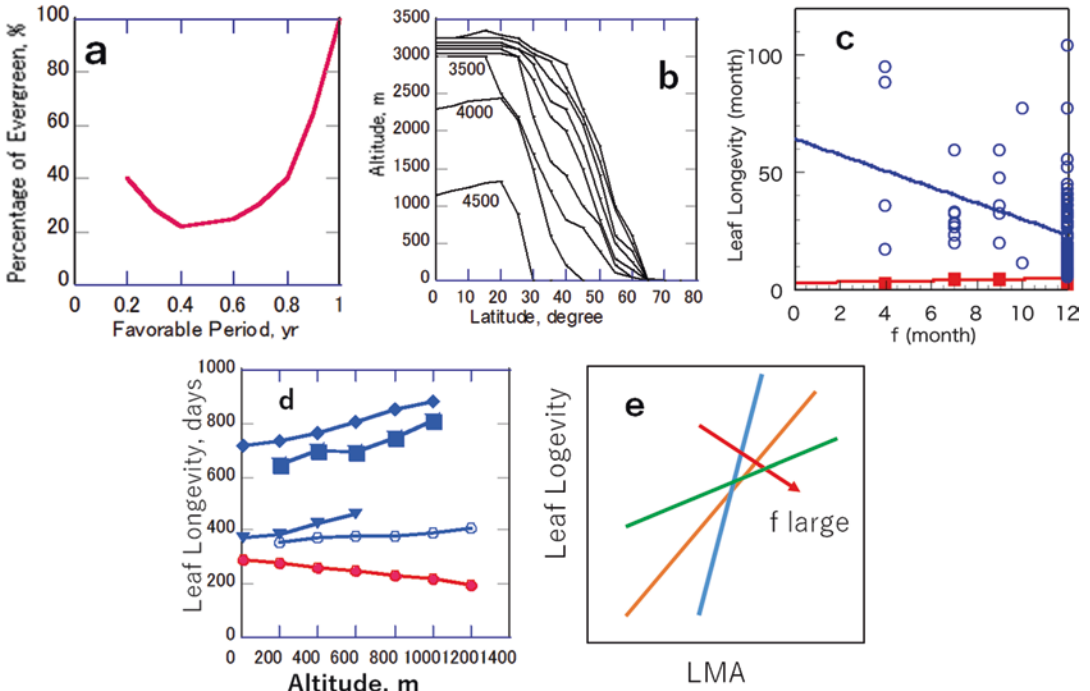 a
Percentage of Evergreen, %
100
80
60
40
20
0
0 0.2 0.4 0.6 0.8 1
Favorable Period, yr
b
Altitude, m
3500
3000
2500
2000
1500
1000
500
0
3500
4000
4500
0 10 20 30 40 50 60 70 80
Latitude, degree
c
Leaf Longevity (month)
100
50
0
0 2 4 6 8 10 12
f (month)
d
Leaf Longevity, days
1000
800
600
400
200
0
0 200 400 600 800 1000 1200 1400
Altitude, m
e
Leaf Logevity
f large
LMA